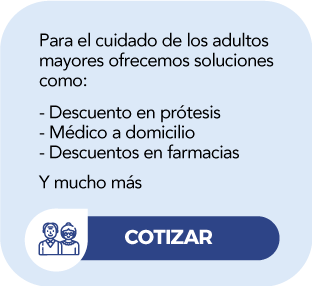 Para el cuidado de los adultos
mayores ofrecemos soluciones
como:
- Descuento en prótesis
- Médico a domicilio
- Descuentos en farmacias
Y mucho más
COTIZAR